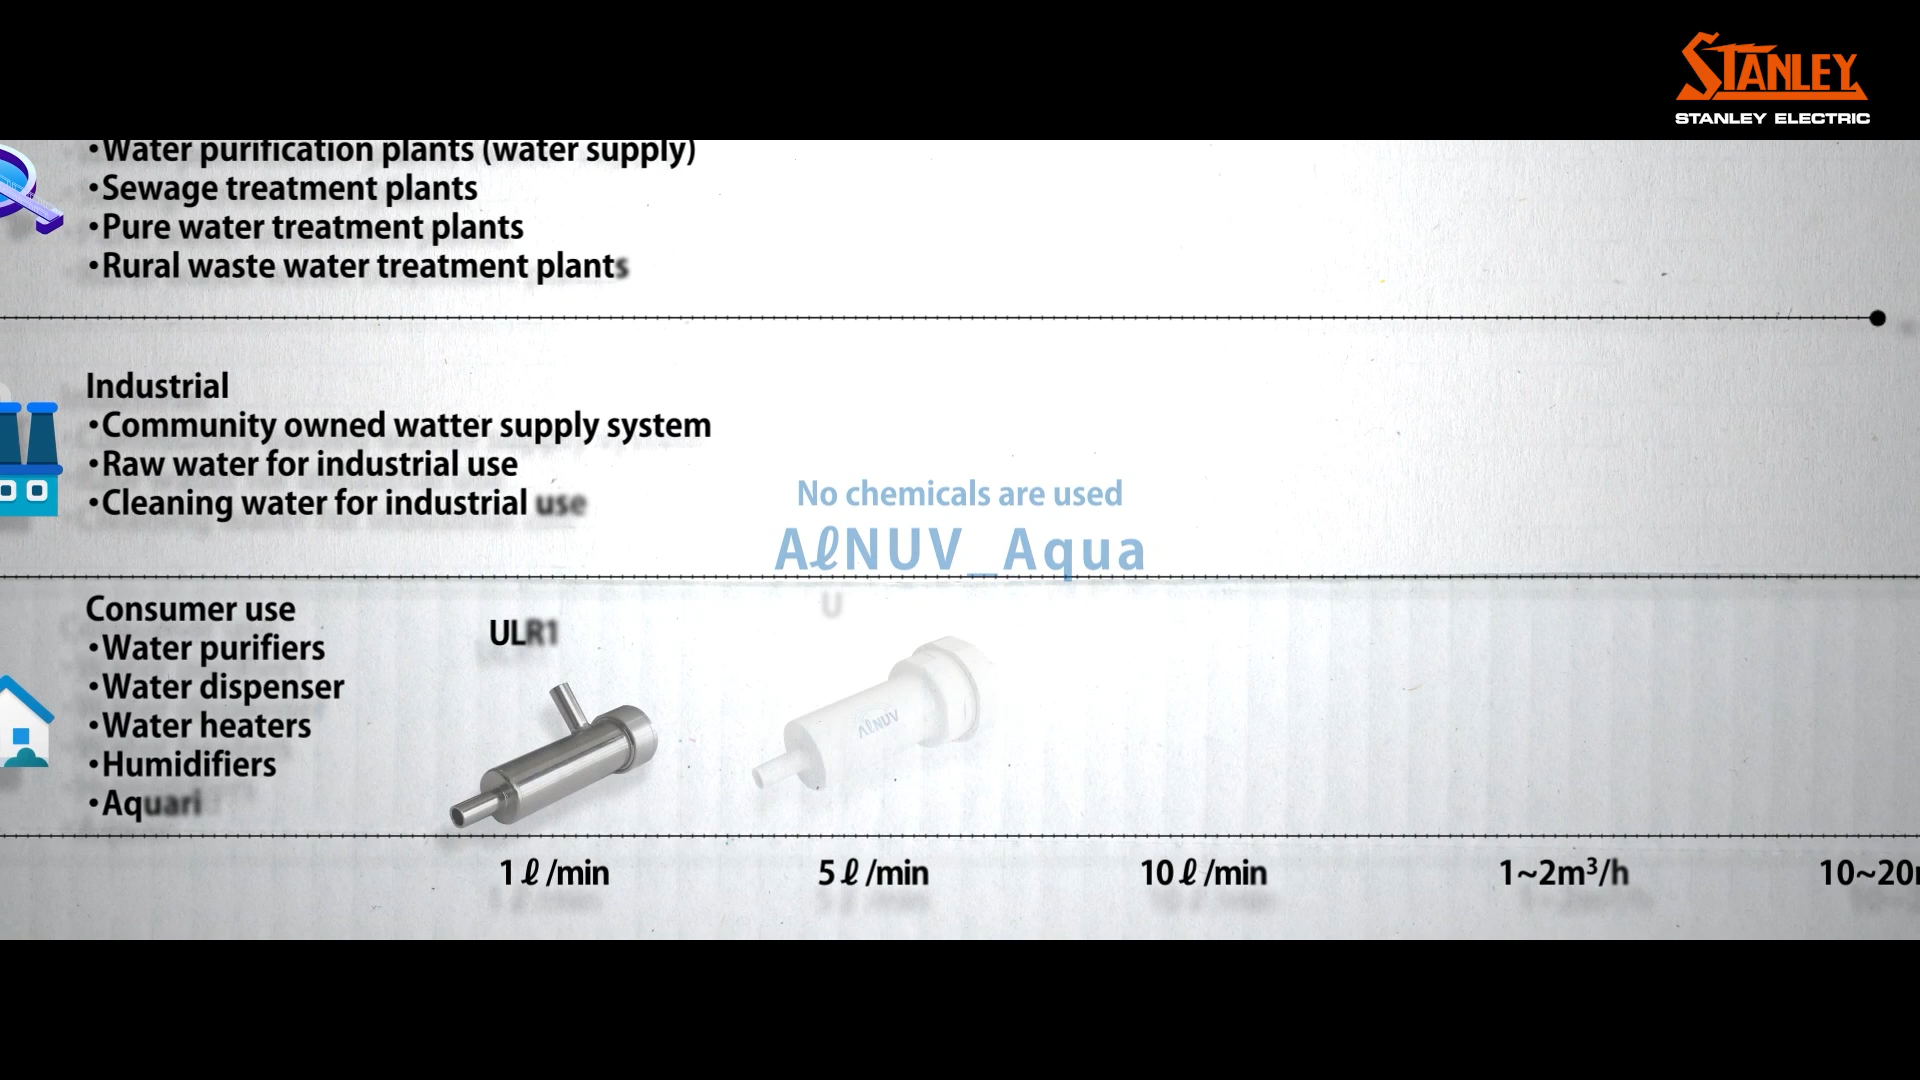 STANLEY
STANLEY ELECTRIC
•Water purification plants (water supply)
•Sewage treatment plants
•Pure water treatment plants
•Rural waste water treatment plants
Industrial
•Community owned watter supply system
•Raw water for industrial use
•Cleaning water for industrial use
No chemicals are used
AℓNUV_Aqua
Consumer use
•Water purifiers
•Water dispenser
•Water heaters
•Humidifiers
•Aquari
ULR1
U
AℓNUV
1ℓ/min
5ℓ/min
10ℓ/min
1~2m³/h
10~20